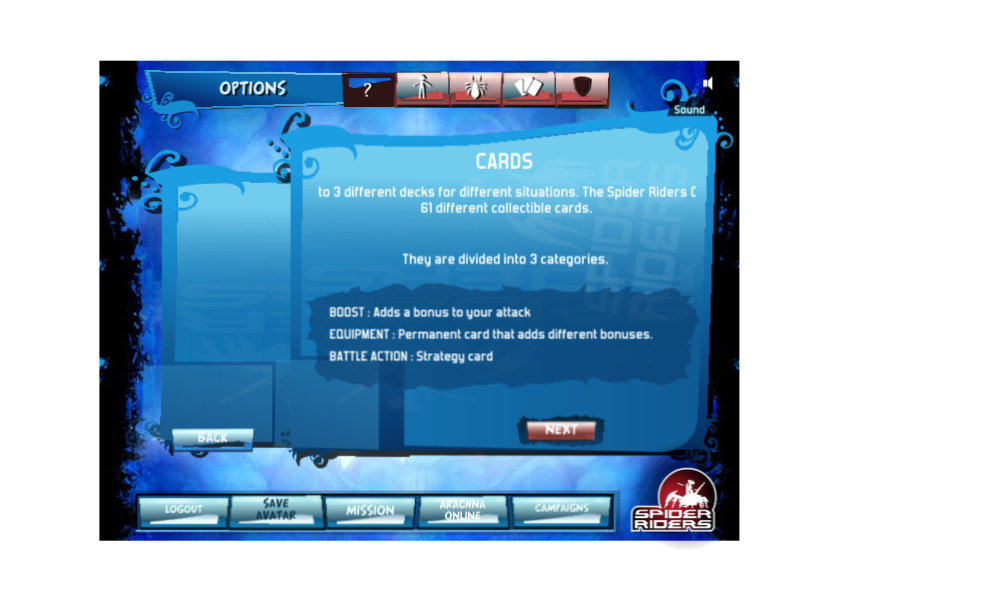 OPTIONS
?
Sound
CARDS
to 3 different decks for different situations. The Spider Riders C
61 different collectible cards.
They are divided into 3 categories.
BOOST : Adds a bonus to your attack
EQUIPMENT : Permanent card that adds different bonuses.
BATTLE ACTION : Strategy card
BACK
NEXT
LOGOUT
SAVE
AVATAR
MISSION
ARACHNA
ONLINE
CAMPAIGNS
SPIDER
RIDERS
SPIDER
RIDERS